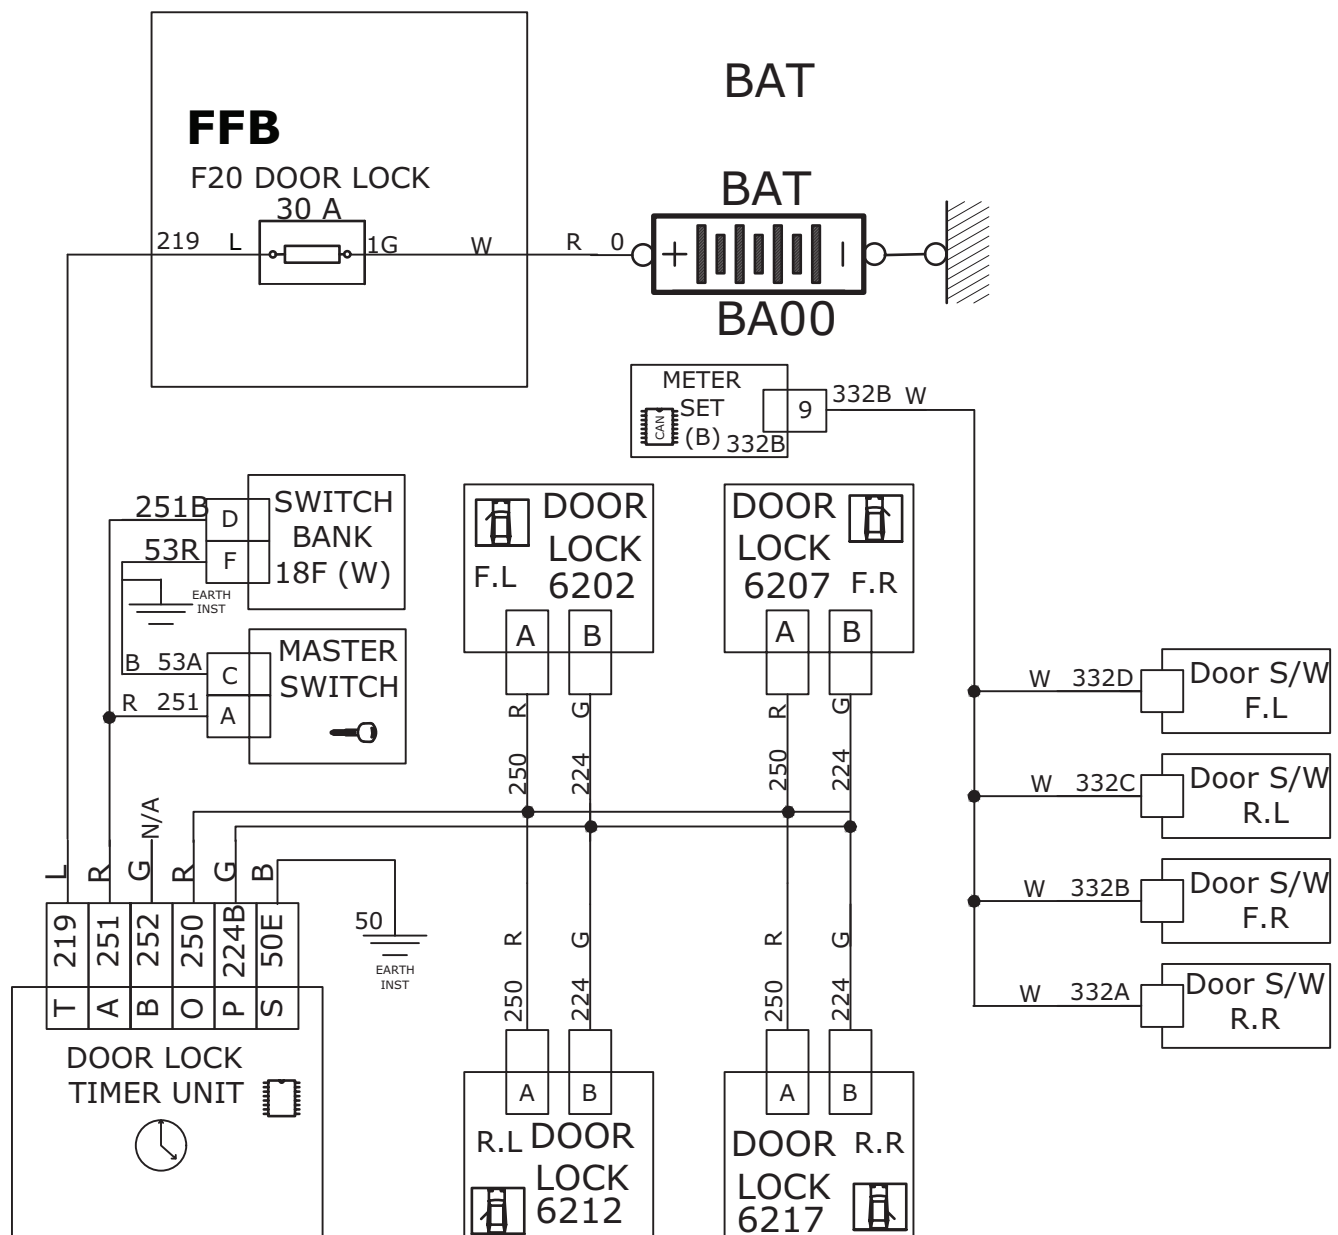 BAT
FFB
F20 DOOR LOCK
30 A
219 L 1G W R 0
BAT
+ –
BA00
METER
SET
(B) 332B
CAN
9
332B W
251B D
53R F
SWITCH
BANK
18F (W)
EARTH
INST
B 53A C
R 251 A
MASTER
SWITCH
DOOR
LOCK
6202
F.L
A B
DOOR
LOCK
6207
F.R
A B
R G
250 224
R G
250 224
W 332D
Door S/W
F.L
W 332C
Door S/W
R.L
W 332B
Door S/W
F.R
W 332A
Door S/W
R.R
N/A
L R G R G B
219 251 252 250 224B 50E
T A B O P S
50
EARTH
INST
DOOR LOCK
TIMER UNIT
R G
250 224
R G
250 224
A B
R.L DOOR
LOCK
6212
A B
DOOR R.R
LOCK
6217